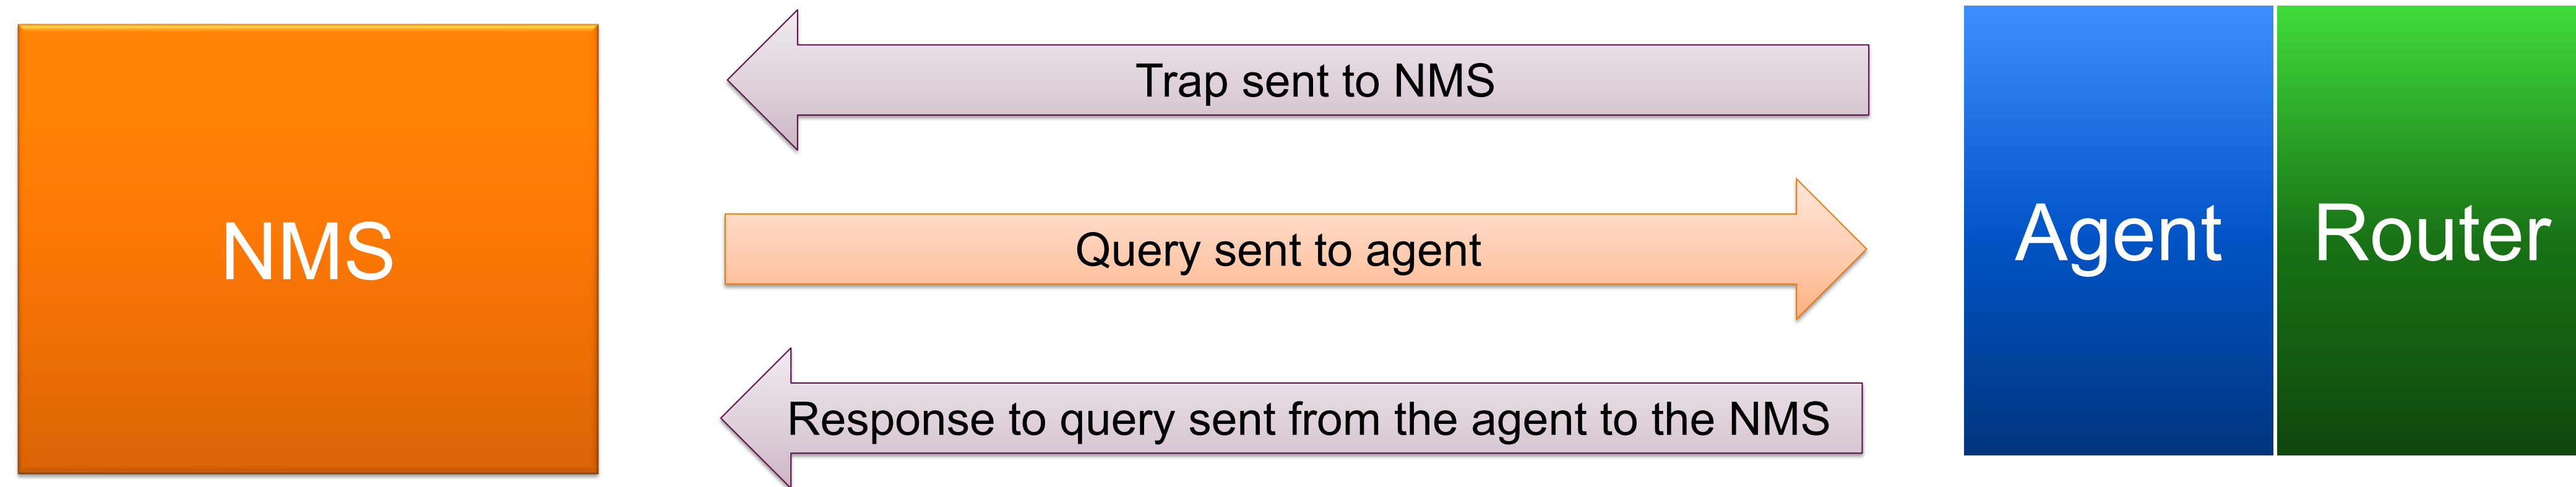 NMS
Trap sent to NMS
Query sent to agent
Response to query sent from the agent to the NMS
Agent
Router